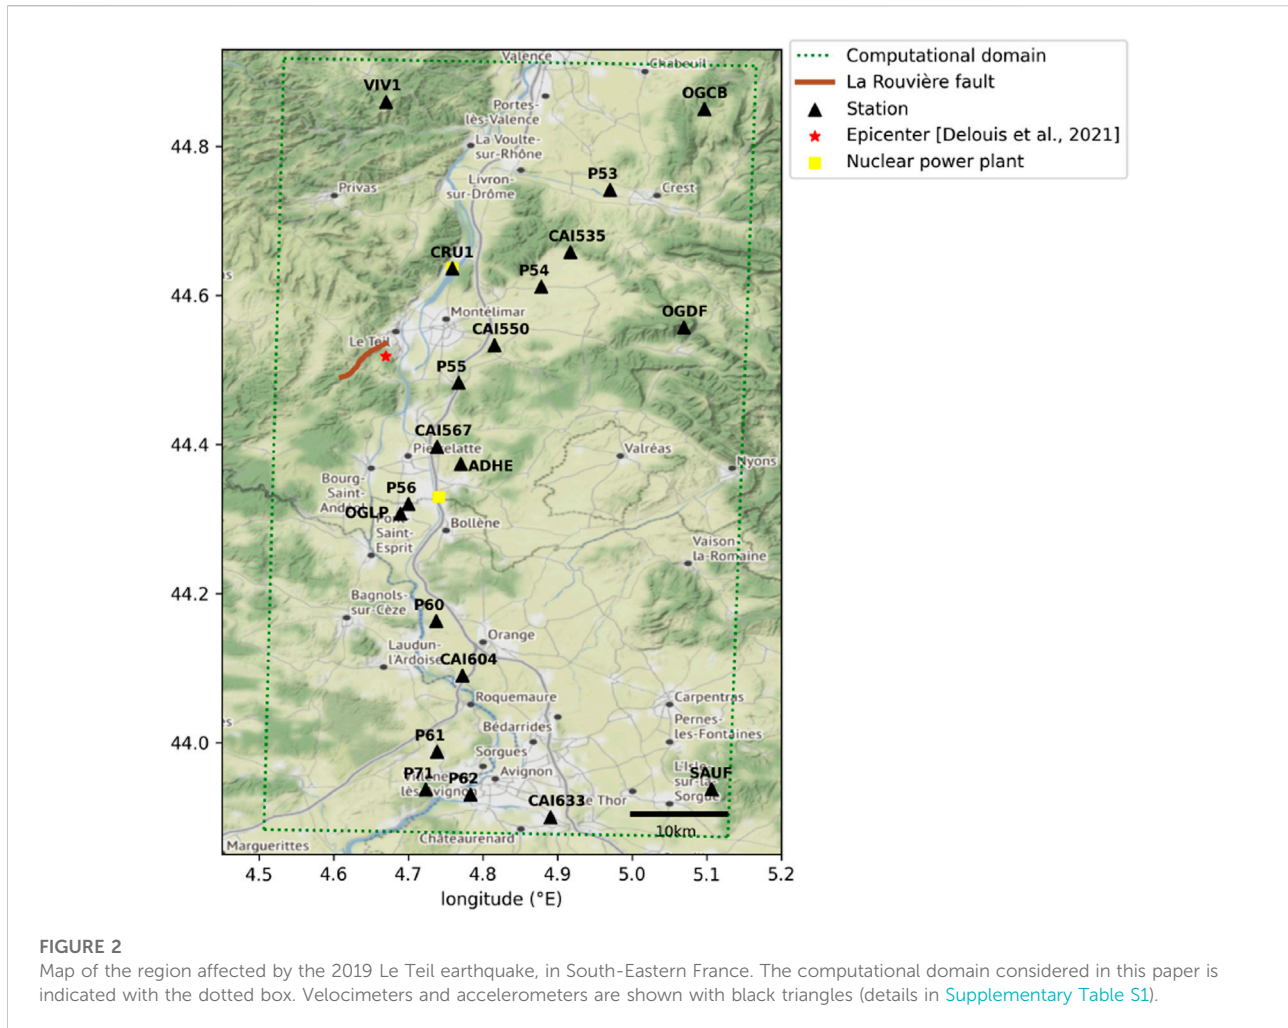 Computational domain
La Rouvière fault
Station
Epicenter [Delouis et al., 2021]
Nuclear power plant
Valence
Chabeuil
VIV1
OGCB
Portes-
lès-Valence
44.8
La Voulte-
sur-Rhône
P53
Privas
Livron-
sur-Drôme
Crest
CAI535
CRU1
P54
44.6
Montélimar
OGDF
CAI550
Le Teil
P55
CAI567
44.4
Pierrelatte
Valréas
ADHE
Nyons
Bourg-
Saint-
Andéol
P56
OGLP
Pont-
Saint-
Esprit
Bollène
Vaison
-la-Romaine
44.2
Bagnols-
sur-Cèze
P60
Orange
Laudun-
l'Ardoise
CAI604
Roquemaure
Carpentras
Pernes-
les-Fontaines
Bédarrides
44.0
P61
Sorgues
P71
P62
Avignon
L'Isle-
sur-la-
Sorgue
SAUF
CAI633
le Thor
10km
Châteaurenard
Marguerittes
4.5 4.6 4.7 4.8 4.9 5.0 5.1 5.2
longitude (°E)
FIGURE 2
Map of the region affected by the 2019 Le Teil earthquake, in South-Eastern France. The computational domain considered in this paper is
indicated with the dotted box. Velocimeters and accelerometers are shown with black triangles (details in Supplementary Table S1).